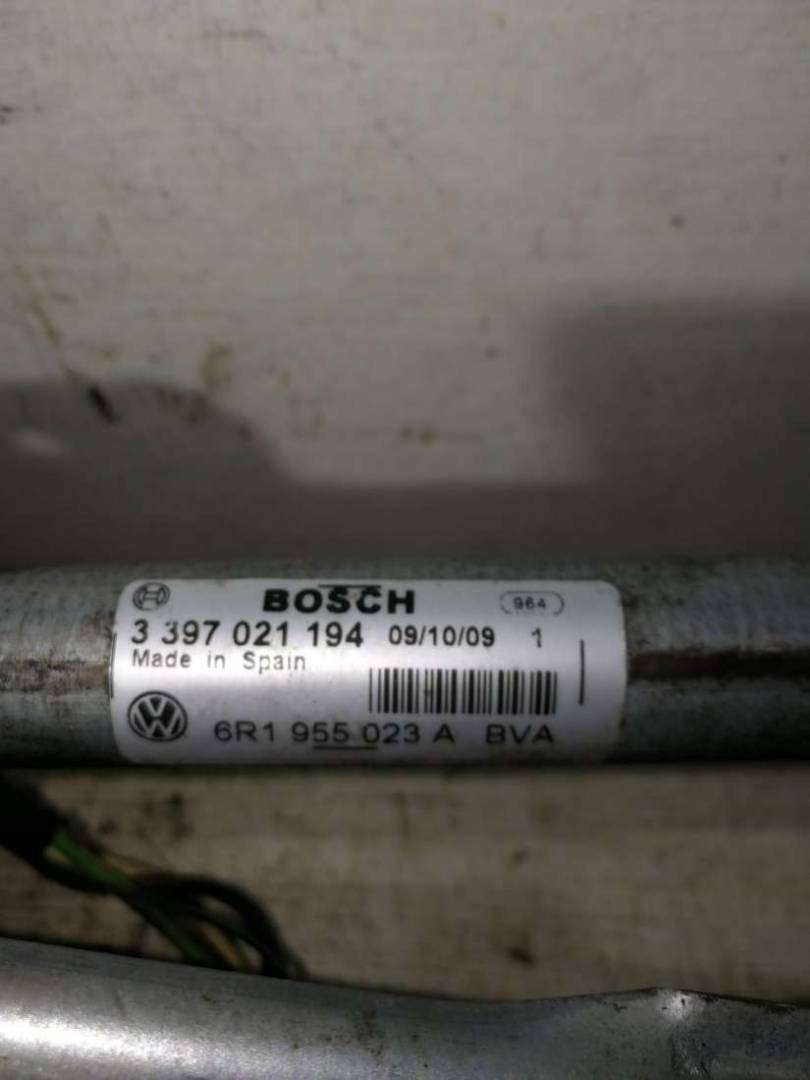 BOSCH 964
3 397 021 194 09/10/09 1
Made in Spain
6R1 955 023 A BVA